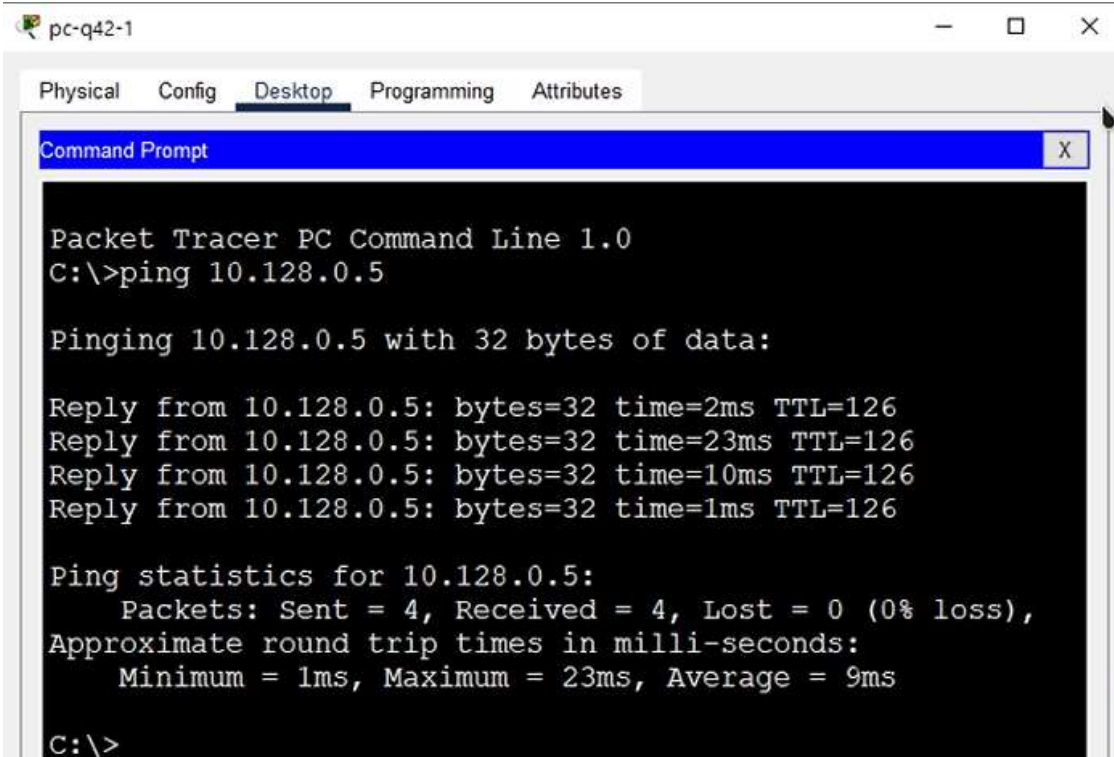 pc-q42-1
Physical Config Desktop Programming Attributes
Command Prompt X
Packet Tracer PC Command Line 1.0
C:\>ping 10.128.0.5
Pinging 10.128.0.5 with 32 bytes of data:
Reply from 10.128.0.5: bytes=32 time=2ms TTL=126
Reply from 10.128.0.5: bytes=32 time=23ms TTL=126
Reply from 10.128.0.5: bytes=32 time=10ms TTL=126
Reply from 10.128.0.5: bytes=32 time=1ms TTL=126
Ping statistics for 10.128.0.5:
Packets: Sent = 4, Received = 4, Lost = 0 (0% loss),
Approximate round trip times in milli-seconds:
Minimum = 1ms, Maximum = 23ms, Average = 9ms
C:\>